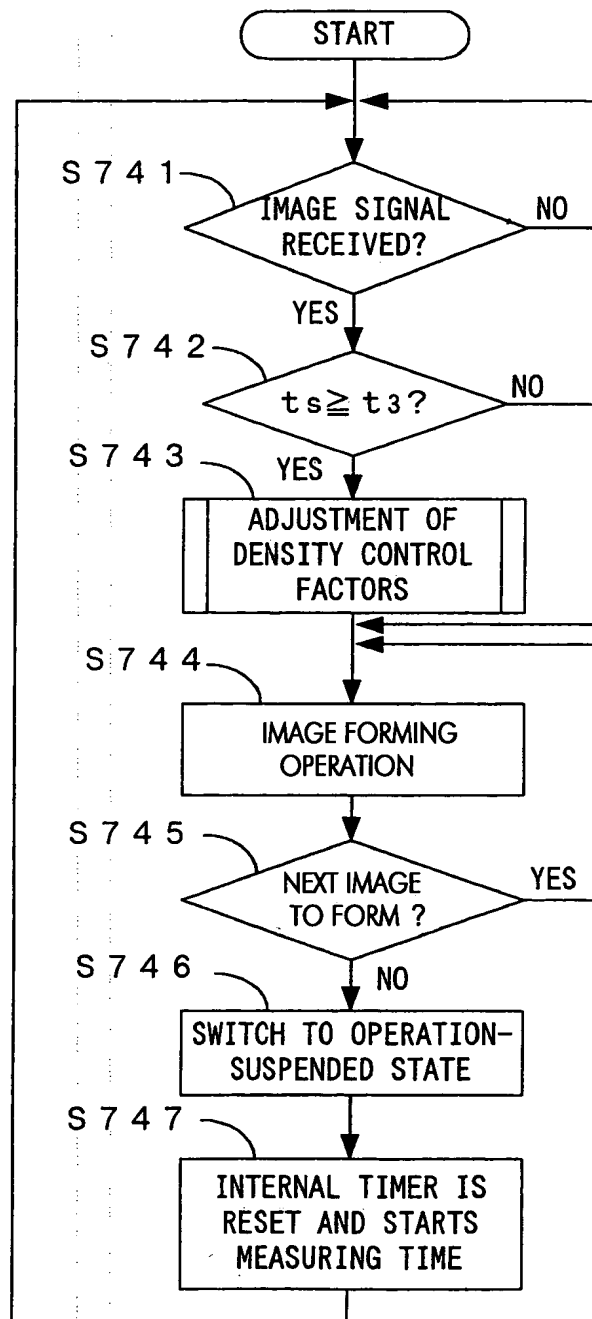 START
S741
IMAGE SIGNAL
RECEIVED?
NO
YES
S742
ts≧t3?
NO
S743
YES
ADJUSTMENT OF
DENSITY CONTROL
FACTORS
S744
IMAGE FORMING
OPERATION
S745
NEXT IMAGE
TO FORM ?
YES
S746
NO
SWITCH TO OPERATION-
SUSPENDED STATE
S747
INTERNAL TIMER IS
RESET AND STARTS
MEASURING TIME